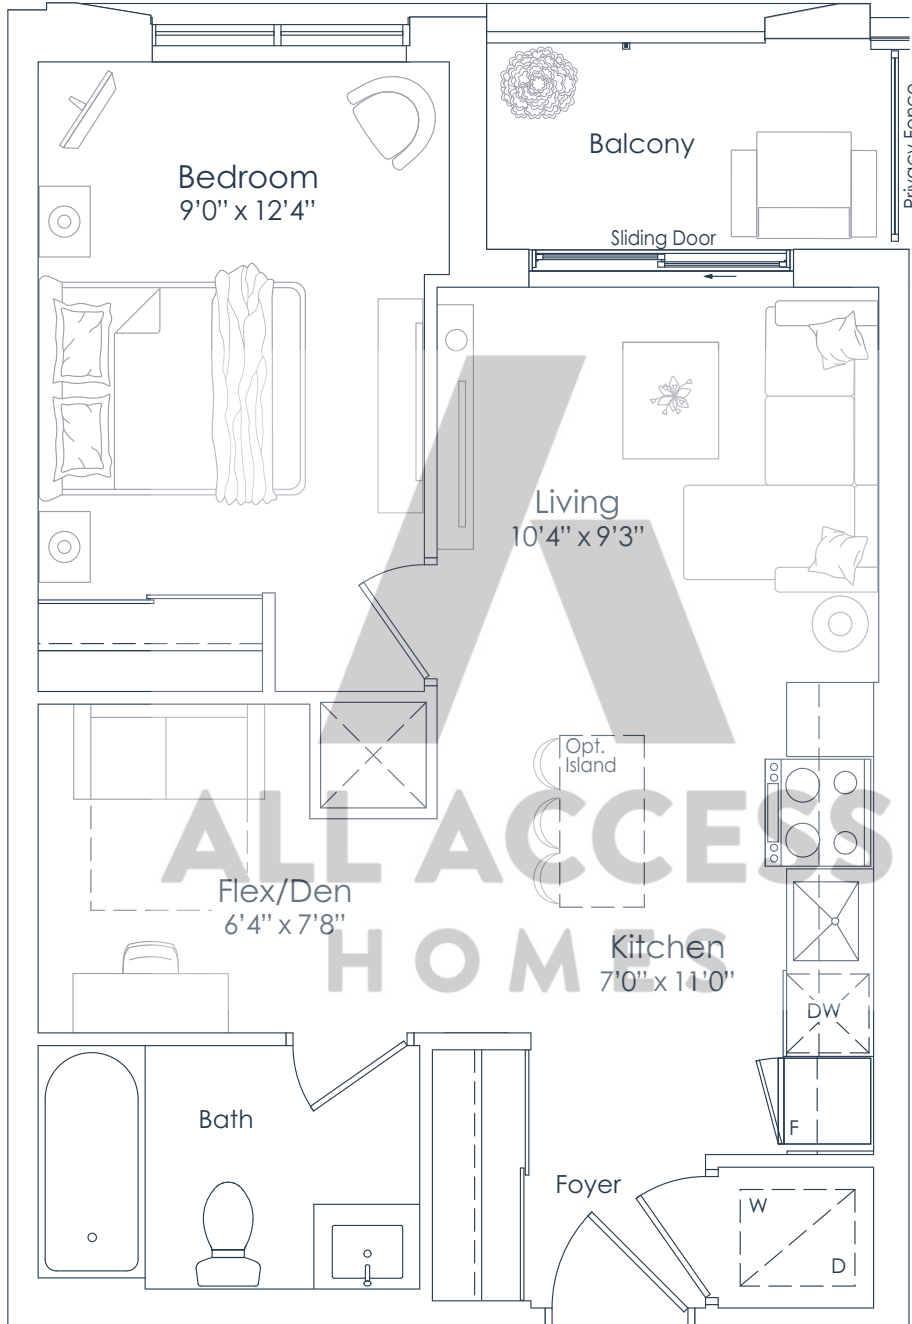 Bedroom
9'0" x 12'4"
Balcony
Privacy Fence
Sliding Door
Living
10'4" x 9'3"
Opt.
Island
ALL ACCESS
HOMES
Flex/Den
6'4" x 7'8"
Kitchen
7'0" x 11'0"
DW
F
Bath
Foyer
W
D